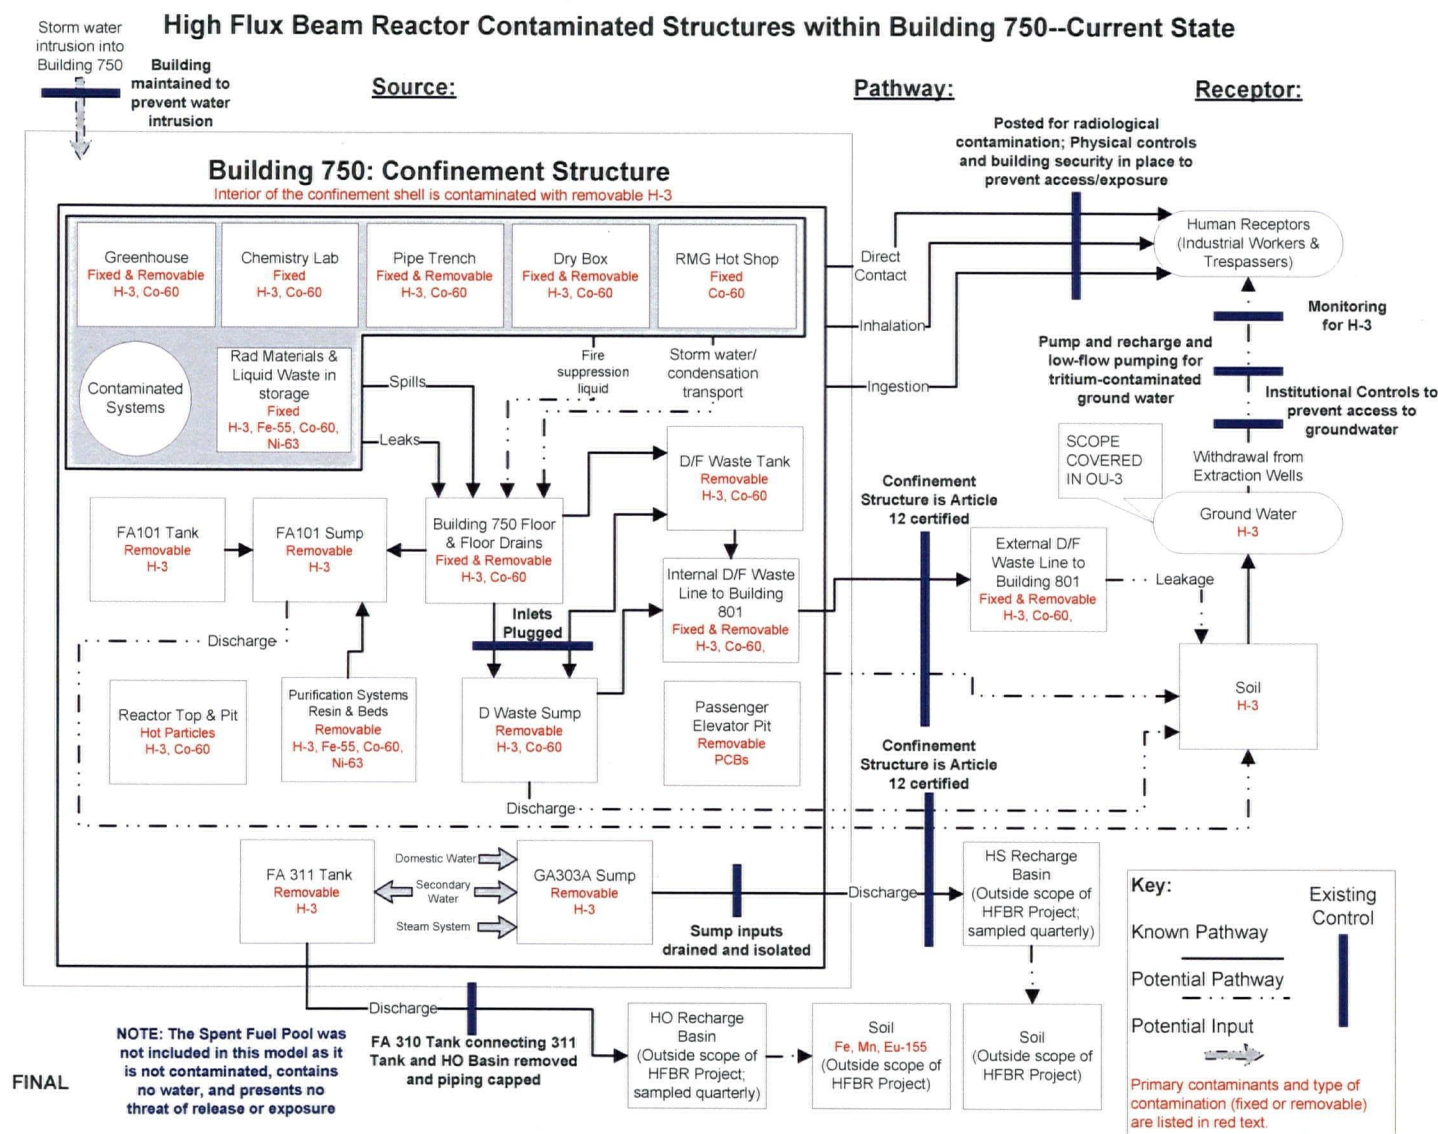 High Flux Beam Reactor Contaminated Structures within Building 750--Current State
Storm water
intrusion into
Building 750
Building
maintained to
prevent water
intrusion
Source:
Pathway:
Receptor:
Posted for radiological
contamination; Physical controls
and building security in place to
prevent access/exposure
Building 750: Confinement Structure
Interior of the confinement shell is contaminated with removable H-3
Greenhouse
Fixed & Removable
H-3, Co-60
Chemistry Lab
Fixed
H-3, Co-60
Pipe Trench
Fixed & Removable
H-3, Co-60
Dry Box
Fixed & Removable
H-3, Co-60
RMG Hot Shop
Fixed
Co-60
Direct
Contact
Human Receptors
(Industrial Workers &
Trespassers)
Inhalation
Ingestion
Monitoring
for H-3
Pump and recharge and
low-flow pumping for
tritium-contaminated
ground water
Institutional Controls to
prevent access to
groundwater
Contaminated
Systems
Rad Materials &
Liquid Waste in
storage
Fixed
H-3, Fe-55, Co-60,
Ni-63
Spills
Leaks
Fire
suppression
liquid
Storm water/
condensation
transport
SCOPE
COVERED
IN OU-3
Withdrawal from
Extraction Wells
Ground Water
H-3
D/F Waste Tank
Removable
H-3, Co-60
Confinement
Structure is Article
12 certified
FA101 Tank
Removable
H-3
FA101 Sump
Removable
H-3
Building 750 Floor
& Floor Drains
Fixed & Removable
H-3, Co-60
Internal D/F Waste
Line to Building
801
Fixed & Removable
H-3, Co-60,
External D/F
Waste Line to
Building 801
Fixed & Removable
H-3, Co-60,
Leakage
Inlets
Plugged
Discharge
Reactor Top & Pit
Hot Particles
H-3, Co-60
Purification Systems
Resin & Beds
Removable
H-3, Fe-55, Co-60,
Ni-63
D Waste Sump
Removable
H-3, Co-60
Passenger
Elevator Pit
Removable
PCBs
Soil
H-3
Confinement
Structure is Article
12 certified
Discharge
FA 311 Tank
Removable
H-3
Domestic Water
Secondary
Water
Steam System
GA303A Sump
Removable
H-3
Sump inputs
drained and isolated
Discharge
HS Recharge
Basin
(Outside scope of
HFBR Project;
sampled quarterly)
Discharge
FA 310 Tank connecting 311
Tank and HO Basin removed
and piping capped
HO Recharge
Basin
(Outside scope of
HFBR Project;
sampled quarterly)
Soil
Fe, Mn, Eu-155
(Outside scope of
HFBR Project)
Soil
(Outside scope of
HFBR Project)
Key:
Existing
Control
Known Pathway
Potential Pathway
Potential Input
Primary contaminants and type of
contamination (fixed or removable)
are listed in red text.
NOTE: The Spent Fuel Pool was
not included in this model as it
is not contaminated, contains
no water, and presents no
threat of release or exposure
FINAL